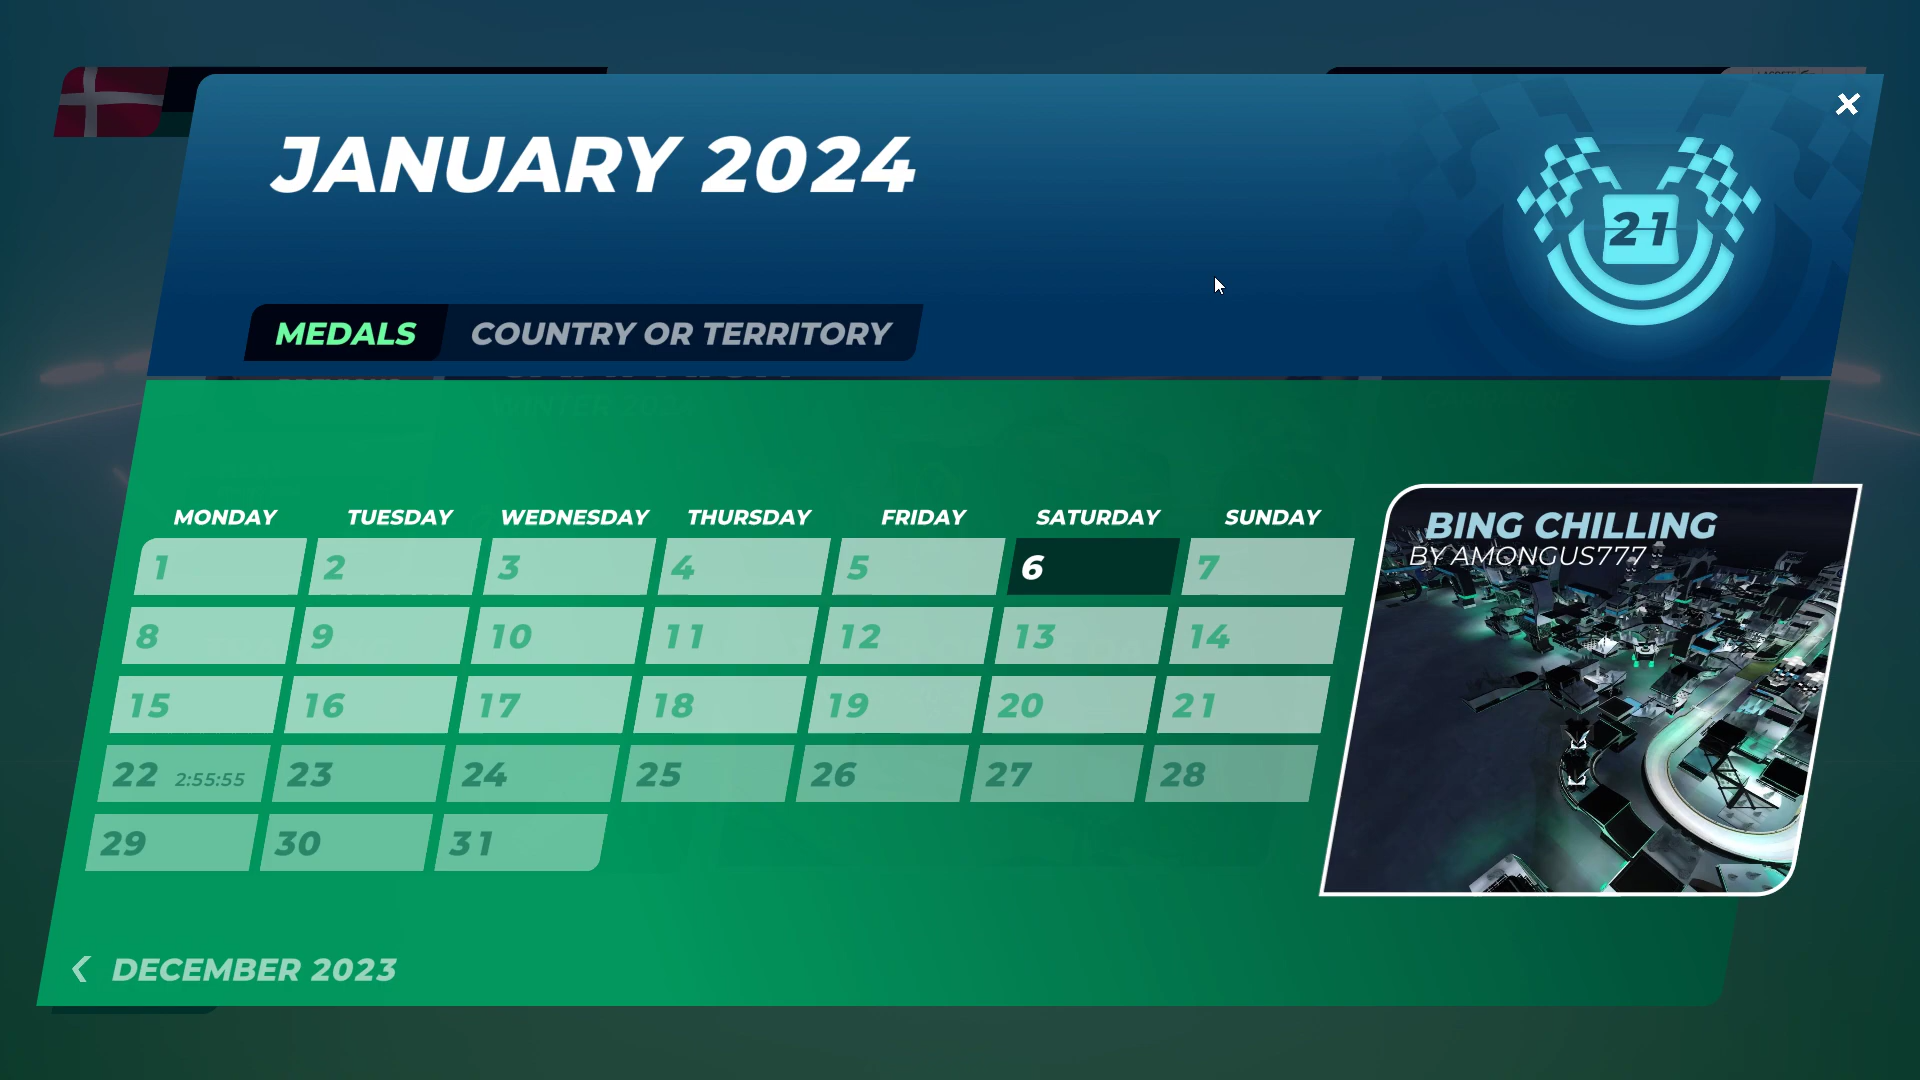 JANUARY 2024
21
MEDALS COUNTRY OR TERRITORY
WINTER 2024
MONDAY TUESDAY WEDNESDAY THURSDAY FRIDAY SATURDAY SUNDAY
1 2 3 4 5 6 7
8 9 10 11 12 13 14
15 16 17 18 19 20 21
22 2:55:55 23 24 25 26 27 28
29 30 31
BING CHILLING
BY AMONGUS777
DECEMBER 2023